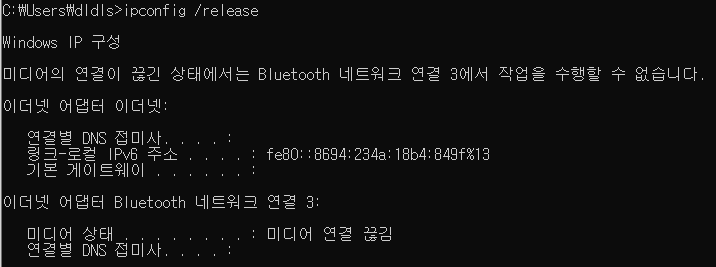 C:₩Users₩dldls>ipconfig /release
Windows IP 구성
미디어의 연결이 끊긴 상태에서는 Bluetooth 네트워크 연결 3에서 작업을 수행할 수 없습니다.
이더넷 어댑터 이더넷:
연결별 DNS 접미사. . . . :
링크-로컬 IPv6 주소 . . . . : fe80::8694:234a:18b4:849f%13
기본 게이트웨이 . . . . . . :
이더넷 어댑터 Bluetooth 네트워크 연결 3:
미디어 상태 . . . . . . . . : 미디어 연결 끊김
연결별 DNS 접미사. . . . :